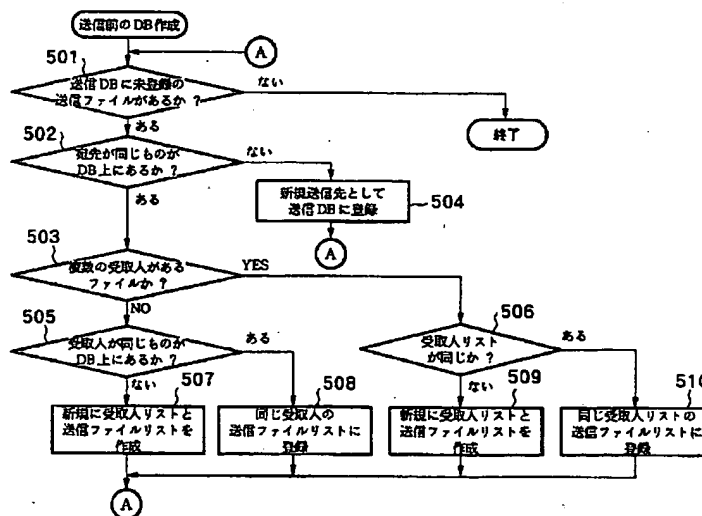 送信前のDB作成
A
501
送信DBに未登録の
送信ファイルがあるか？
ない
ある
終了
502
宛先が同じものが
DB上にあるか？
ない
ある
新規送信先として
送信DBに登録
504
A
503
複数の受取人がある
ファイルか？
YES
NO
505
受取人が同じものが
DB上にあるか？
ある
ない
506
受取人リスト
が同じか？
ある
ない
507
新規に受取人リストと
送信ファイルリストを
作成
508
同じ受取人の
送信ファイルリストに
登録
509
新規に受取人リストと
送信ファイルリストを
作成
510
同じ受取人リストの
送信ファイルリストに
登録
A